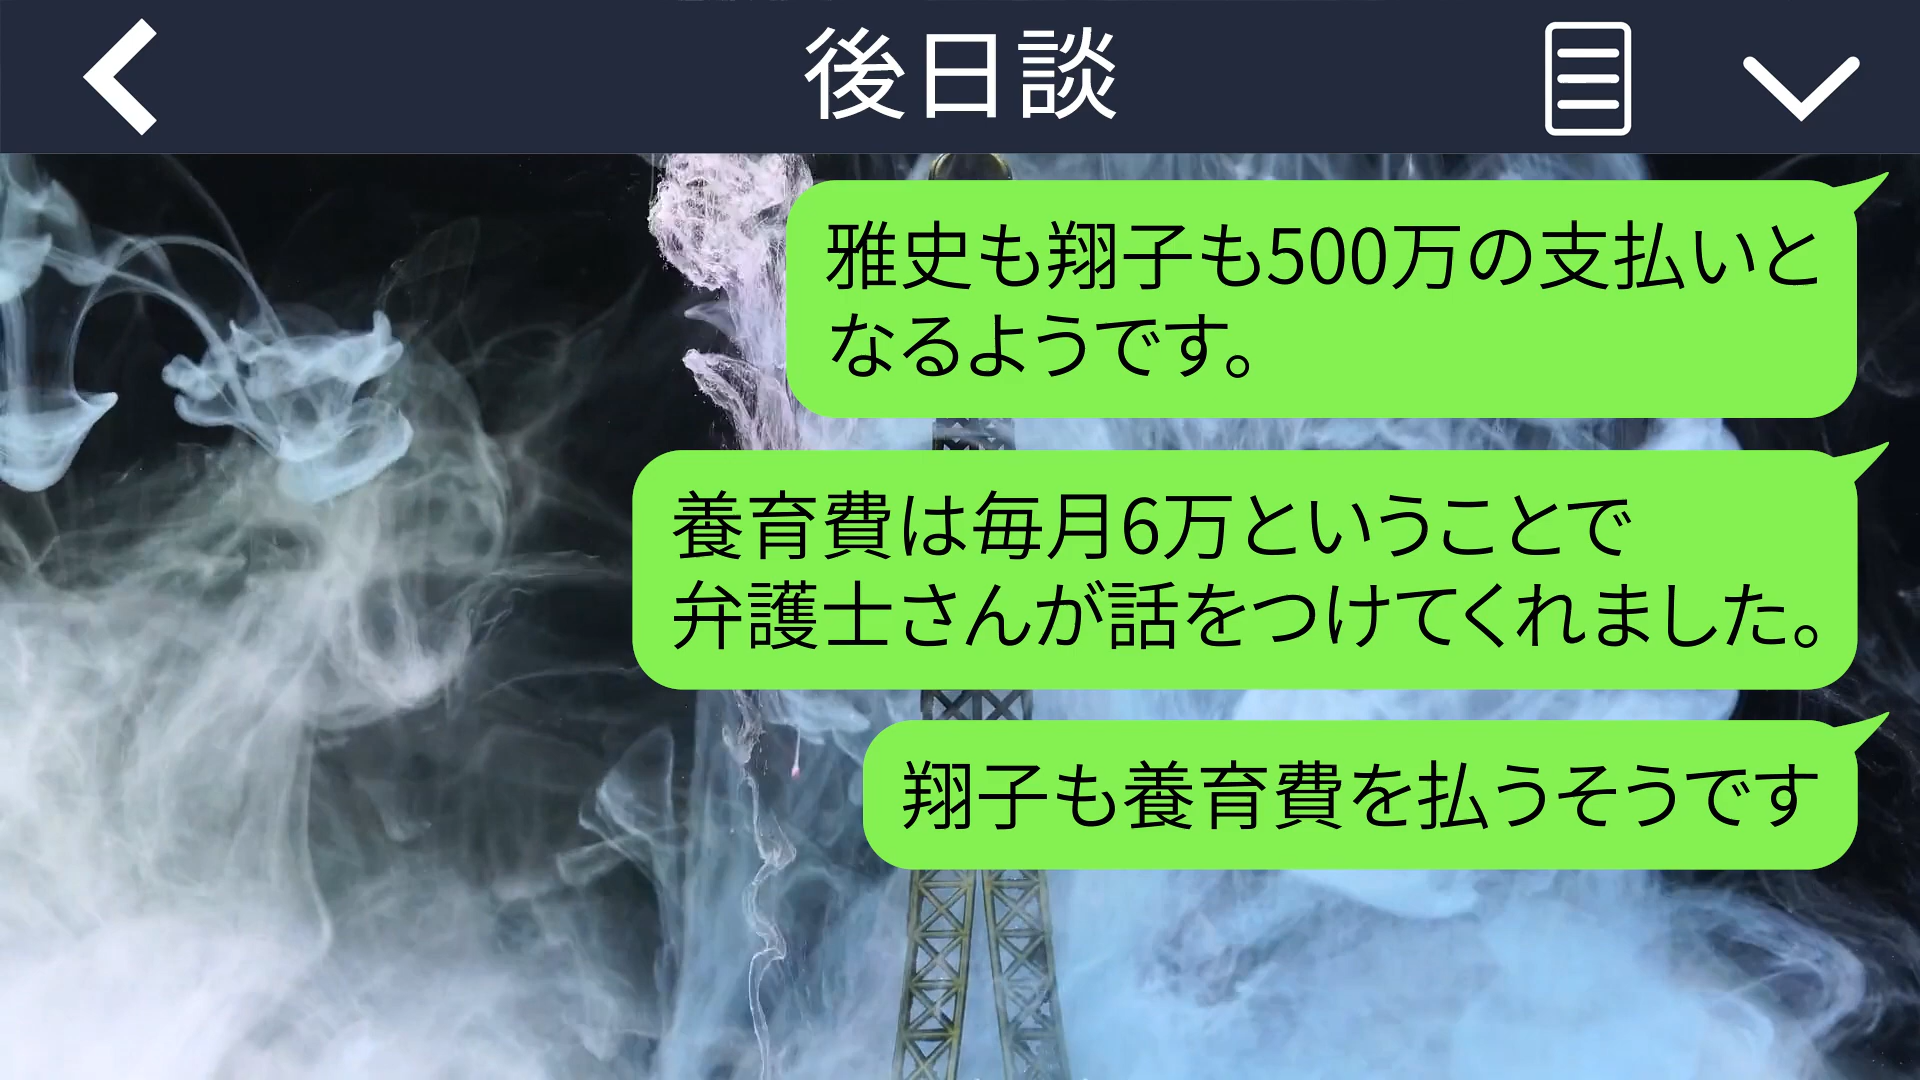 後日談
雅史も翔子も500万の支払いと
なるようです。
養育費は毎月6万ということで
弁護士さんが話をつけてくれました。
翔子も養育費を払うそうです